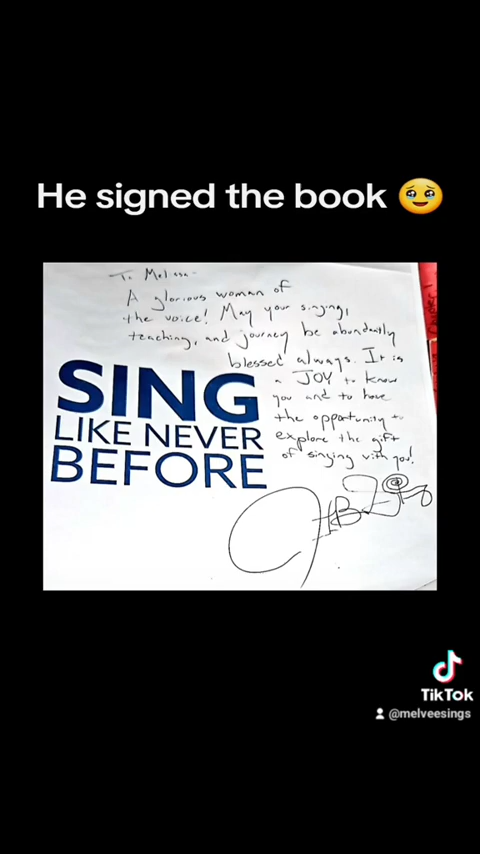 He signed the book 🥹
To Melissa-
A glorious woman of
the voice! May your singing,
teaching, and journey be abundantly
blessed always. It is
a JOY to know
you and to have
the opportunity to
explore the gift
of singing with you!
SING
LIKE NEVER
BEFORE
TikTok
@melveesings